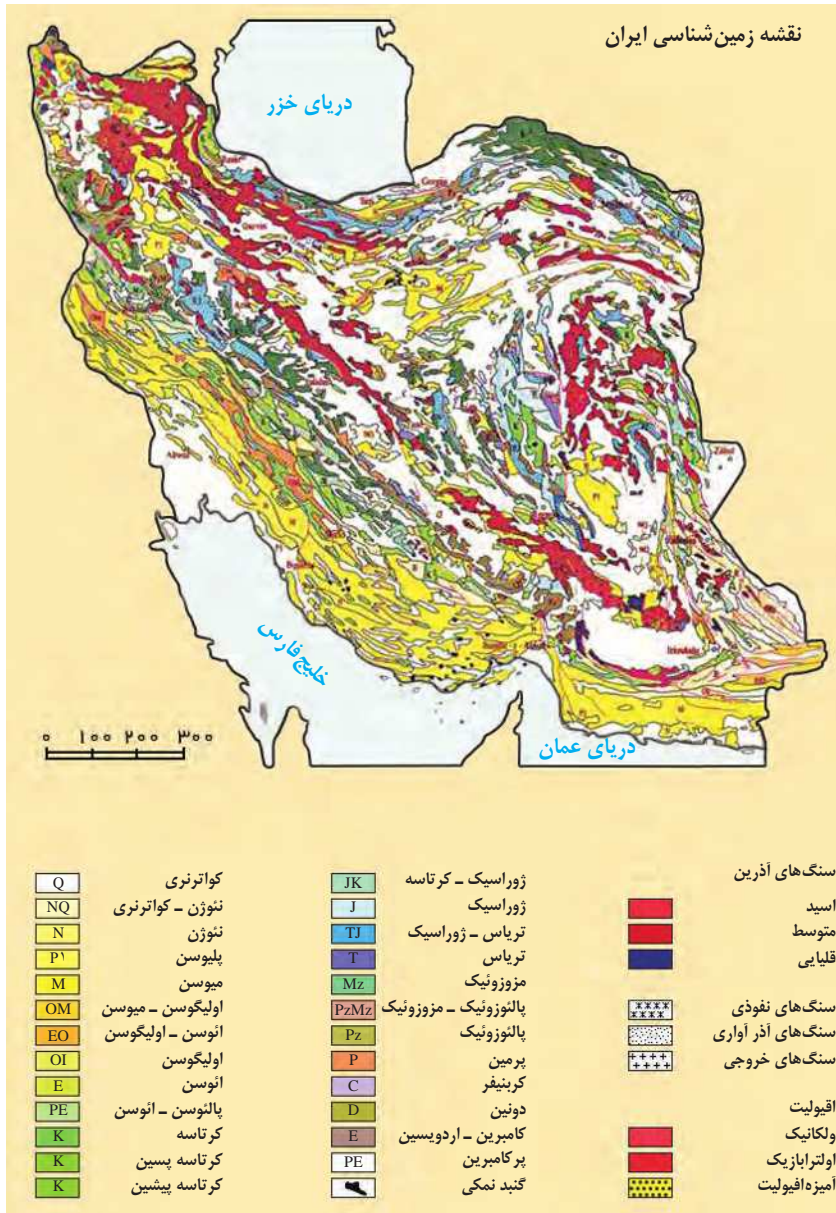 نقشه زمین‌شناسی ایران
دریای خزر
خلیج فارس
دریای عمان
۰ ۱۰۰ ۲۰۰ ۳۰۰
Gorgan
Ahwaz
Zabol
سنگ‌های آذرین
اسید
متوسط
قلیایی
سنگ‌های نفوذی
سنگ‌های آذر آواری
سنگ‌های خروجی
اقیولیت
ولکانیک
اولترابازیک
آمیزه‌افیولیت
ژوراسیک ـ کرتاسه JK
ژوراسیک J
تریاس ـ ژوراسیک TJ
تریاس T
مزوزوئیک Mz
پالئوزوئیک ـ مزوزوئیک PzMz
پالئوزوئیک Pz
پرمین P
کربنیفر C
دونین D
کامبرین ـ اردویسین E
پرکامبرین PE
گنبد نمکی
کواترنری Q
نئوژن ـ کواترنری NQ
نئوژن N
پلیوسن P۱
میوسن M
اولیگوسن ـ میوسن OM
ائوسن ـ اولیگوسن EO
اولیگوسن OI
ائوسن E
پالئوسن ـ ائوسن PE
کرتاسه K
کرتاسه پسین K
کرتاسه پیشین K